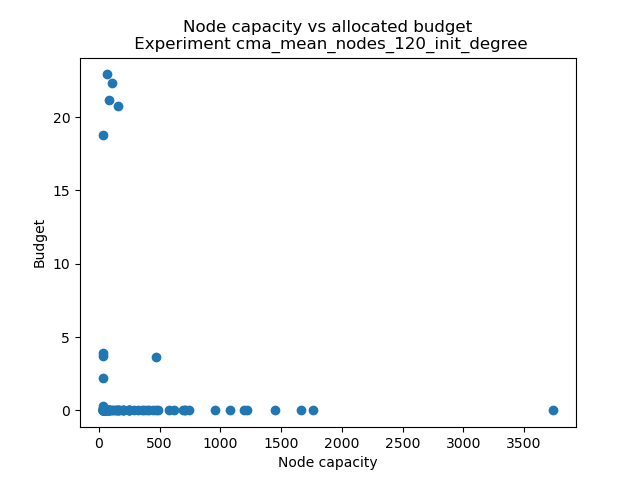 Node capacity vs allocated budget
Experiment cma_mean_nodes_120_init_degree
20
15
10
5
0
Budget
0 500 1000 1500 2000 2500 3000 3500
Node capacity